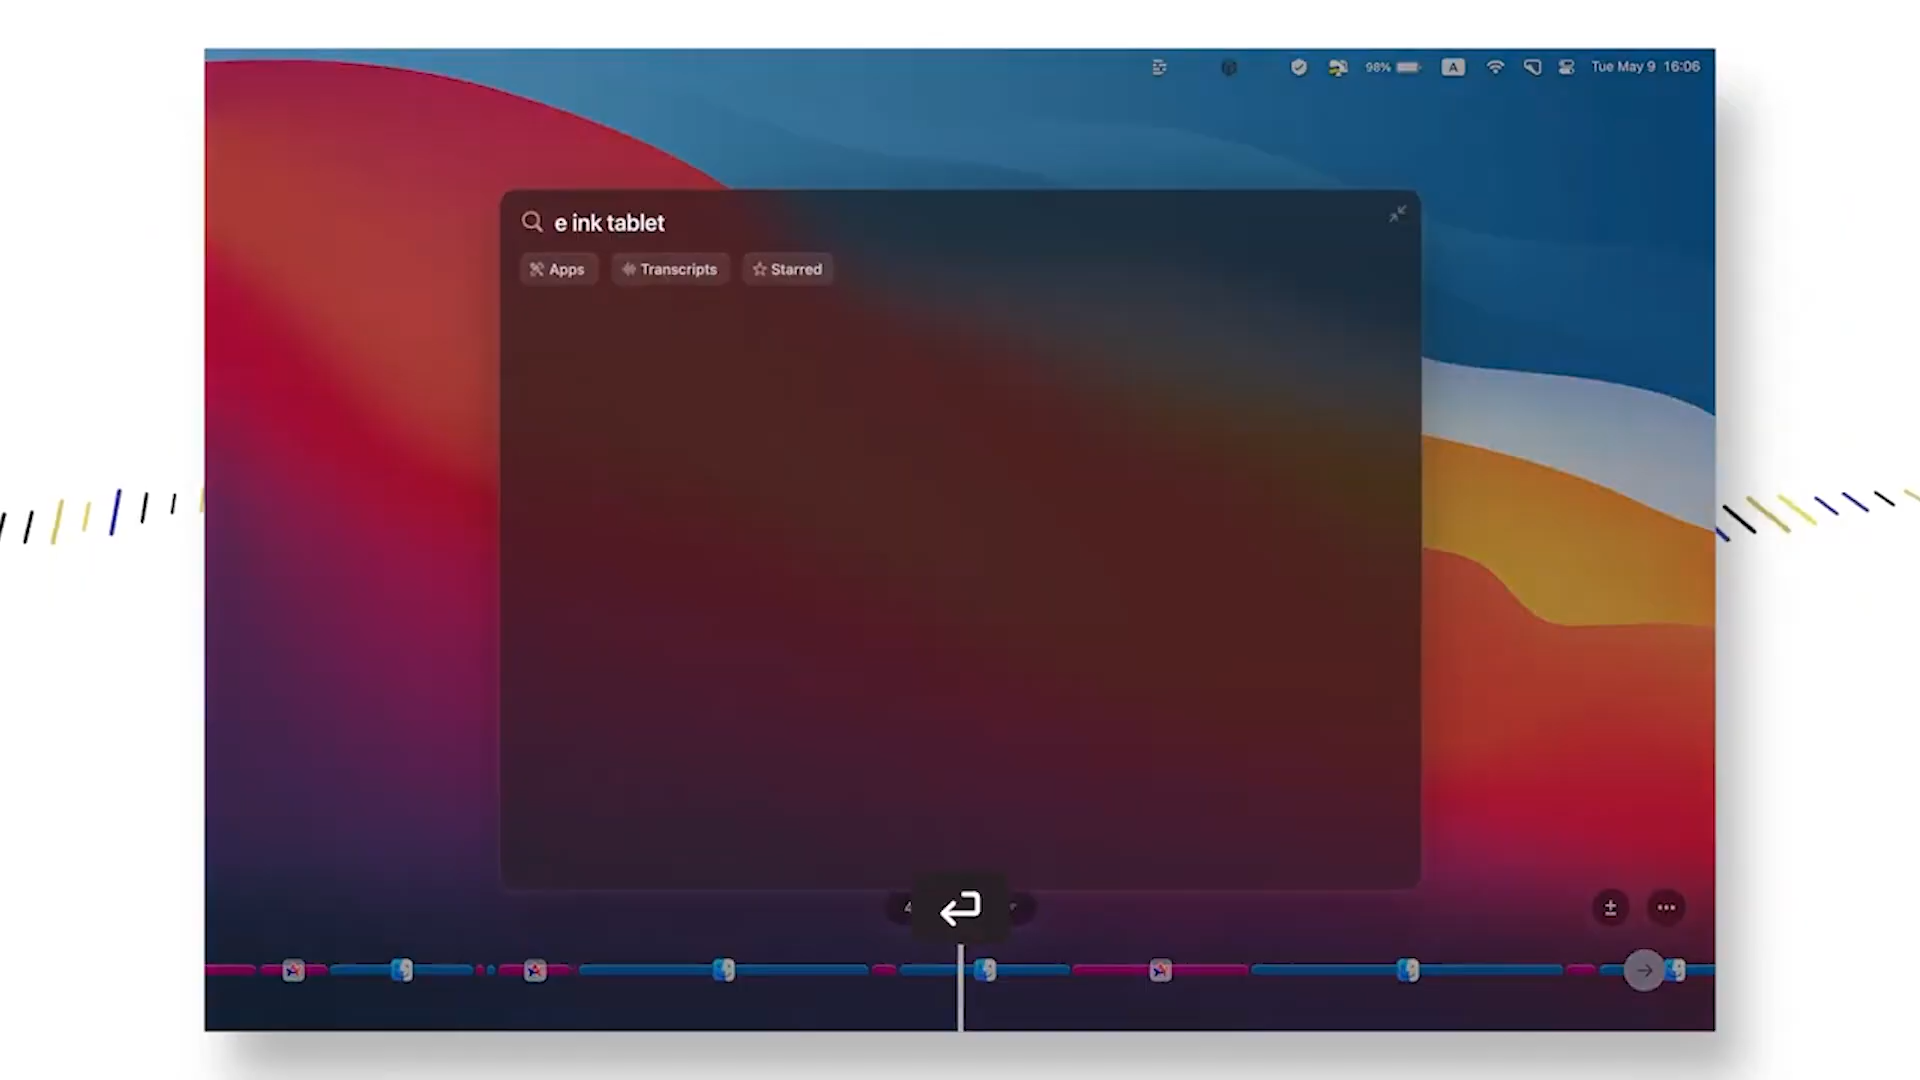 98% A Tue May 9 16:06
e ink tablet
Apps Transcripts Starred